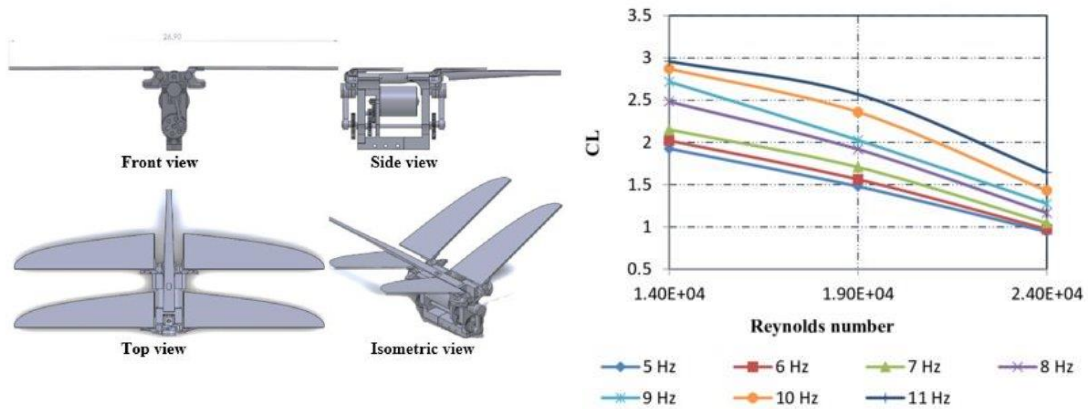 26.90
Front view
Side view
Top view
Isometric view
3.5
3
2.5
2
1.5
1
0.5
CL
1.40E+04 1.90E+04 2.40E+04
Reynolds number
5 Hz 6 Hz 7 Hz 8 Hz
9 Hz 10 Hz 11 Hz